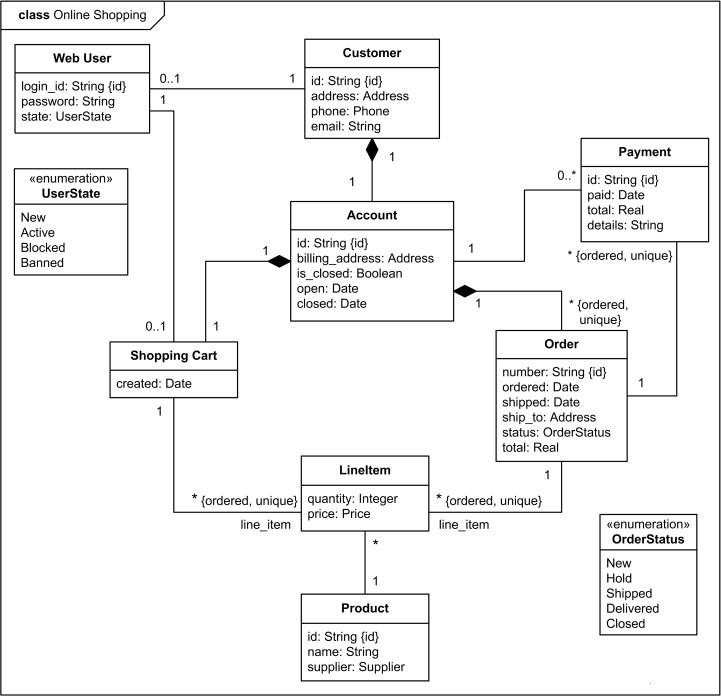 class Online Shopping
Web User
login_id: String {id}
password: String
state: UserState
0..1
1
1
Customer
id: String {id}
address: Address
phone: Phone
email: String
1
1
«enumeration»
UserState
New
Active
Blocked
Banned
Payment
id: String {id}
paid: Date
total: Real
details: String
0..*
* {ordered, unique}
Account
id: String {id}
billing_address: Address
is_closed: Boolean
open: Date
closed: Date
1
1
1
* {ordered,
unique}
0..1
1
Shopping Cart
created: Date
1
Order
number: String {id}
ordered: Date
shipped: Date
ship_to: Address
status: OrderStatus
total: Real
1
1
LineItem
quantity: Integer
price: Price
* {ordered, unique}
line_item
* {ordered, unique}
line_item
*
1
Product
id: String {id}
name: String
supplier: Supplier
«enumeration»
OrderStatus
New
Hold
Shipped
Delivered
Closed